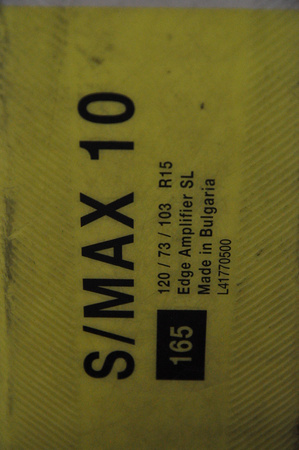 S/MAX 10
120 / 73 / 103 R15
Edge Amplifier SL
165
Made in Bulgaria
L41770500